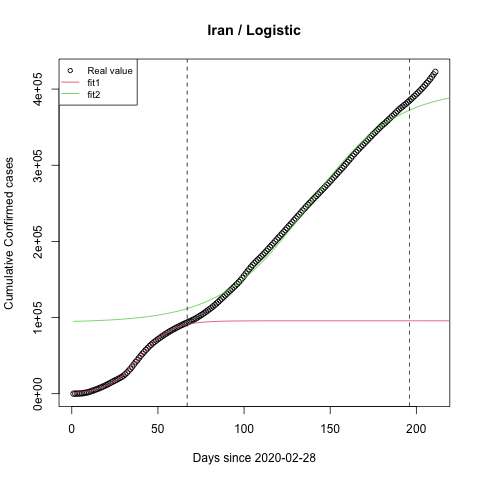 Iran / Logistic
Real value
fit1
fit2
Cumulative Confirmed cases
0e+00
1e+05
2e+05
3e+05
4e+05
0
50
100
150
200
Days since 2020-02-28